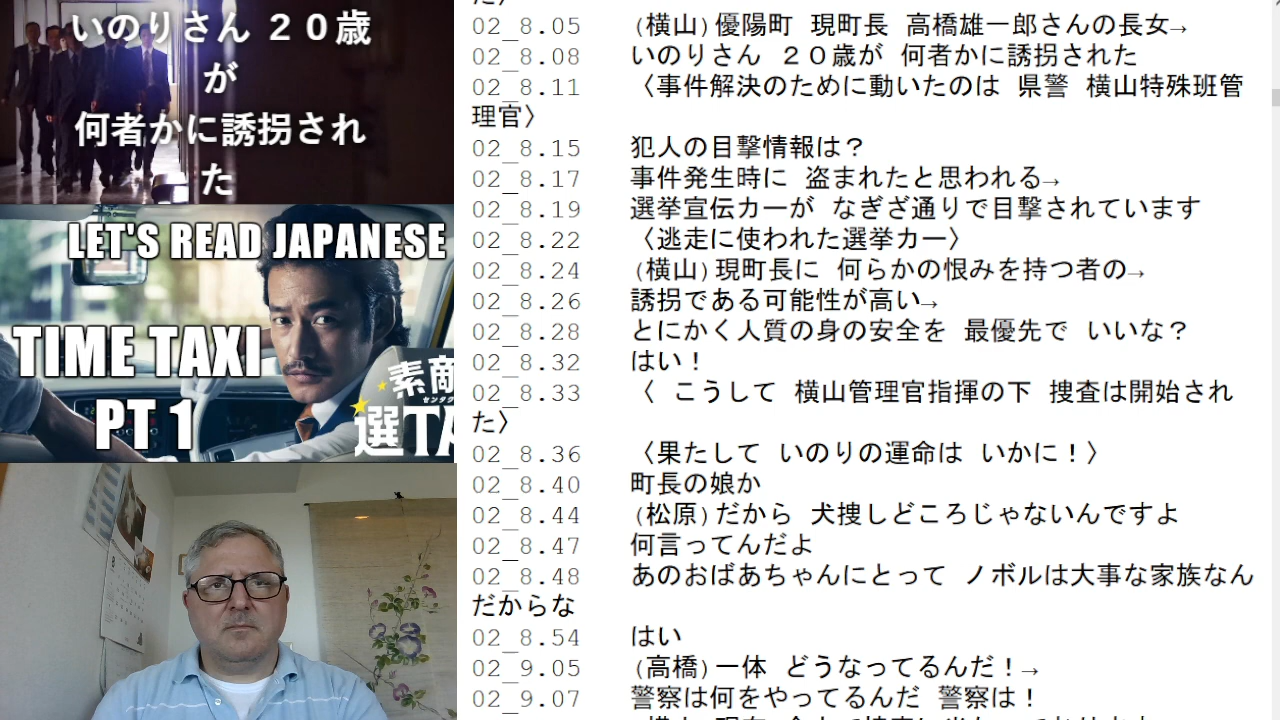 いのりさん ２０歳
が
何者かに誘拐され
た
LET'S READ JAPANESE
TIME TAXI
PT 1
素敵
センタク
選TA
02_8.05 (横山)優陽町 現町長 高橋雄一郎さんの長女→
02_8.08 いのりさん ２０歳が 何者かに誘拐された
02_8.11 〈事件解決のために動いたのは 県警 横山特殊班管
理官〉
02_8.15 犯人の目撃情報は？
02_8.17 事件発生時に 盗まれたと思われる→
02_8.19 選挙宣伝カーが なぎざ通りで目撃されています
02_8.22 〈逃走に使われた選挙カー〉
02_8.24 (横山)現町長に 何らかの恨みを持つ者の→
02_8.26 誘拐である可能性が高い→
02_8.28 とにかく人質の身の安全を 最優先で いいな？
02_8.32 はい！
02_8.33 〈 こうして 横山管理官指揮の下 捜査は開始され
た〉
02_8.36 〈果たして いのりの運命は いかに！〉
02_8.40 町長の娘か
02_8.44 (松原)だから 犬捜しどころじゃないんですよ
02_8.47 何言ってんだよ
02_8.48 あのおばあちゃんにとって ノボルは大事な家族なん
だからな
02_8.54 はい
02_9.05 (高橋)一体 どうなってるんだ！→
02_9.07 警察は何をやってるんだ 警察は！